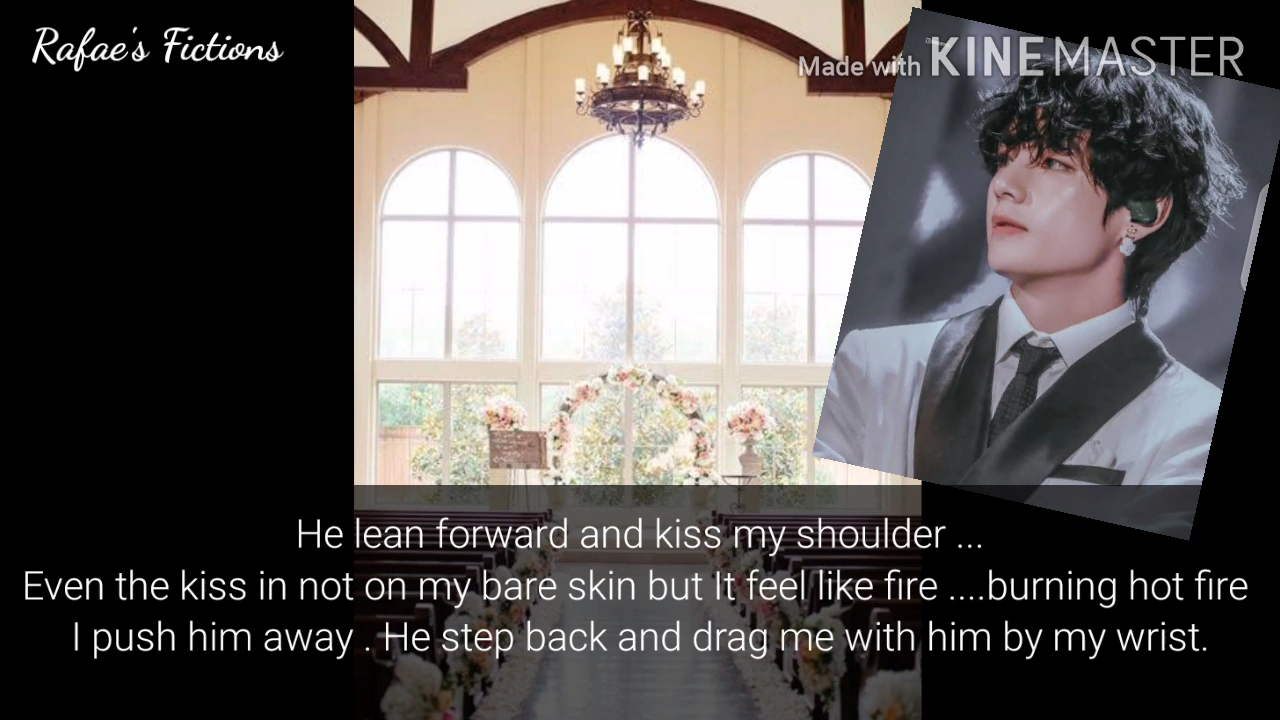 Rafae's Fictions
Made with KINEMASTER
He lean forward and kiss my shoulder ...
Even the kiss in not on my bare skin but It feel like fire ....burning hot fire
I push him away . He step back and drag me with him by my wrist.